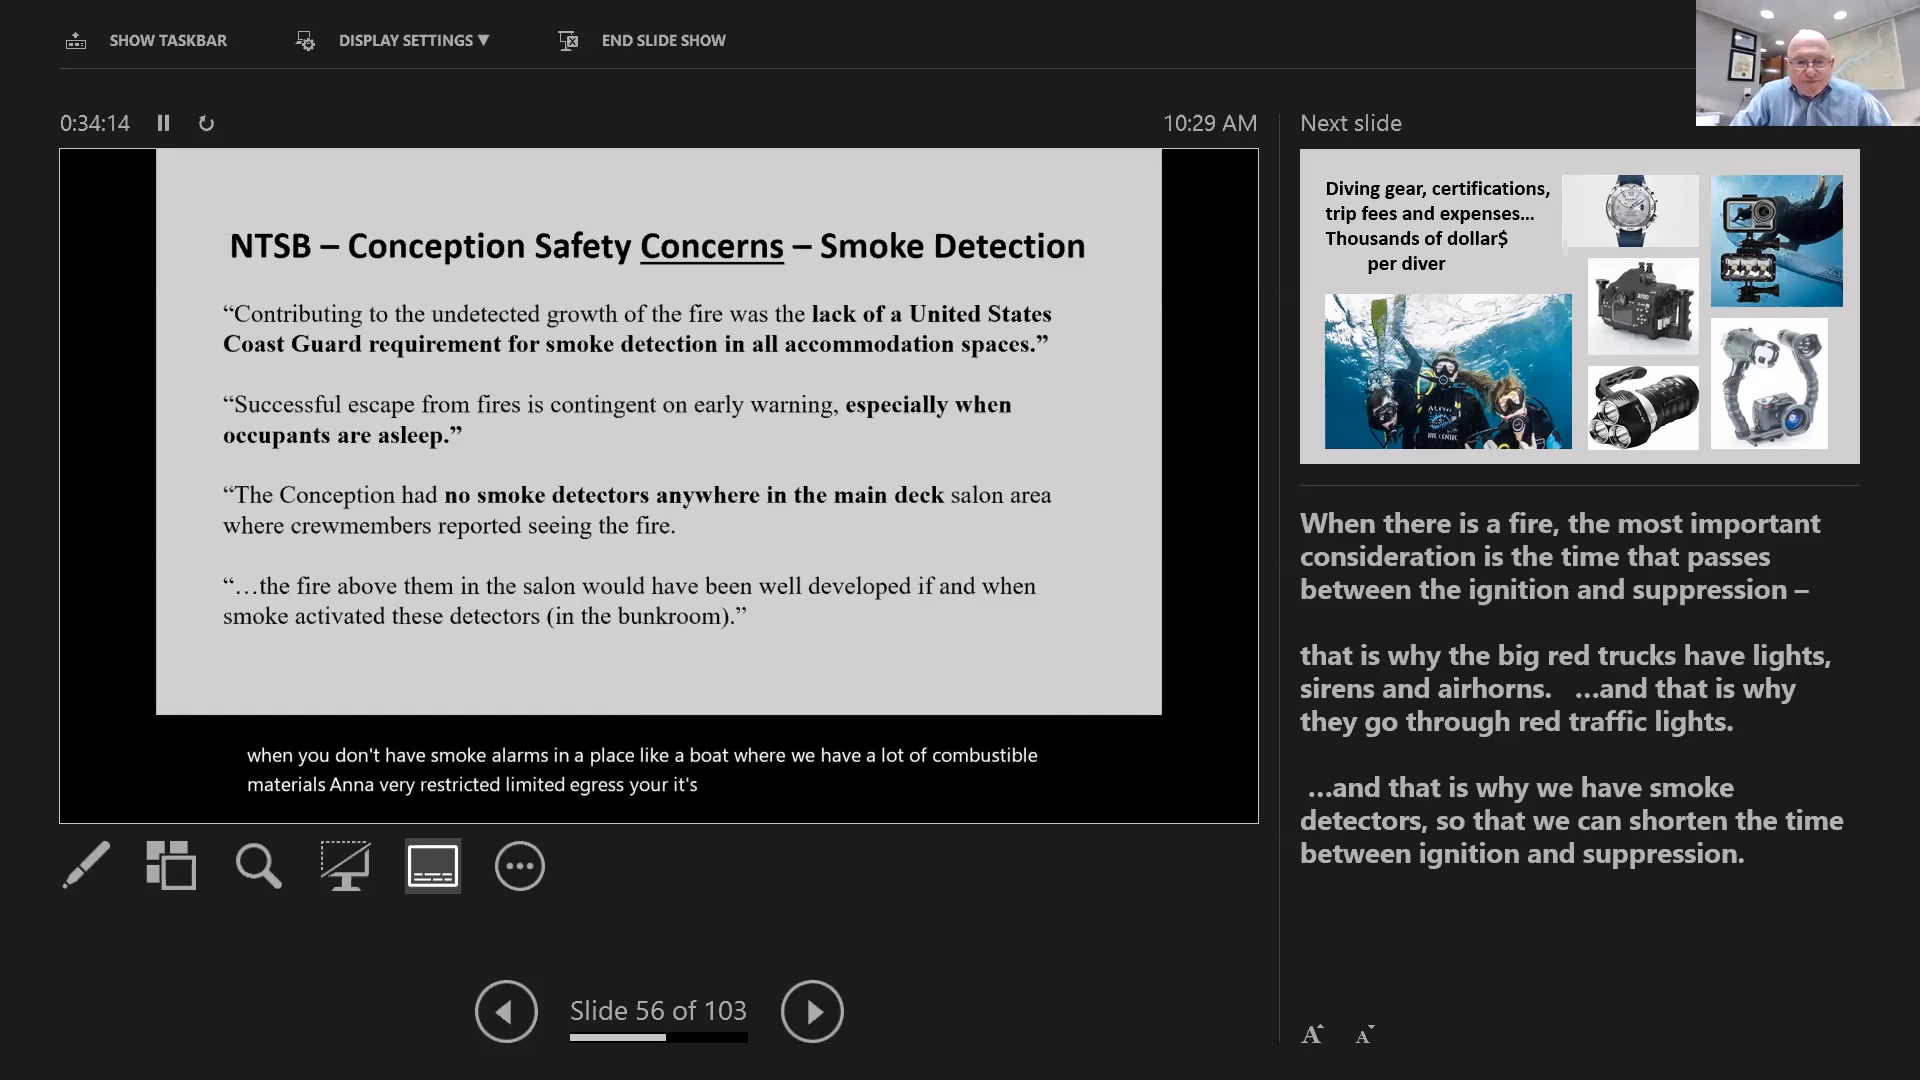 SHOW TASKBAR
DISPLAY SETTINGS ▼
END SLIDE SHOW
0:34:14
10:29 AM
NTSB – Conception Safety Concerns – Smoke Detection
“Contributing to the undetected growth of the fire was the lack of a United States
Coast Guard requirement for smoke detection in all accommodation spaces.”
“Successful escape from fires is contingent on early warning, especially when
occupants are asleep.”
“The Conception had no smoke detectors anywhere in the main deck salon area
where crewmembers reported seeing the fire.
“…the fire above them in the salon would have been well developed if and when
smoke activated these detectors (in the bunkroom).”
when you don't have smoke alarms in a place like a boat where we have a lot of combustible
materials Anna very restricted limited egress your it's
Slide 56 of 103
Next slide
Diving gear, certifications,
trip fees and expenses…
Thousands of dollar$
per diver
When there is a fire, the most important
consideration is the time that passes
between the ignition and suppression –
that is why the big red trucks have lights,
sirens and airhorns.   …and that is why
they go through red traffic lights.
…and that is why we have smoke
detectors, so that we can shorten the time
between ignition and suppression.
A A